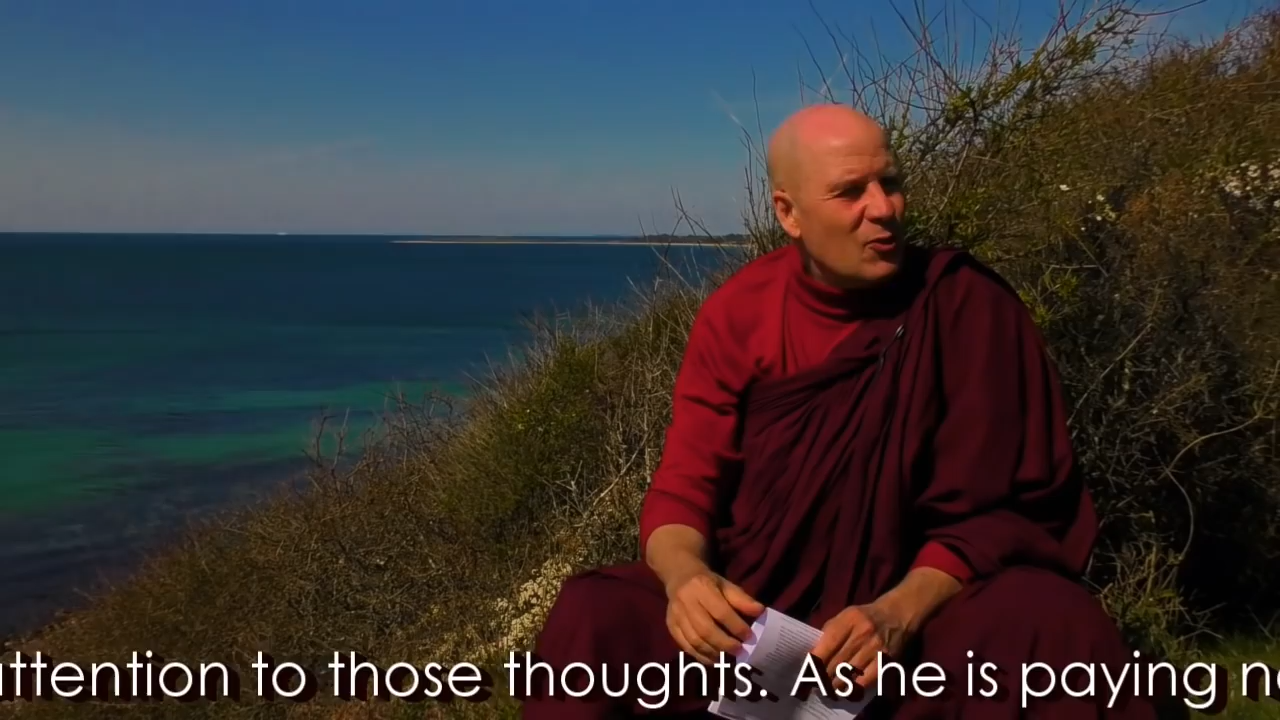 attention to those thoughts. As he is paying